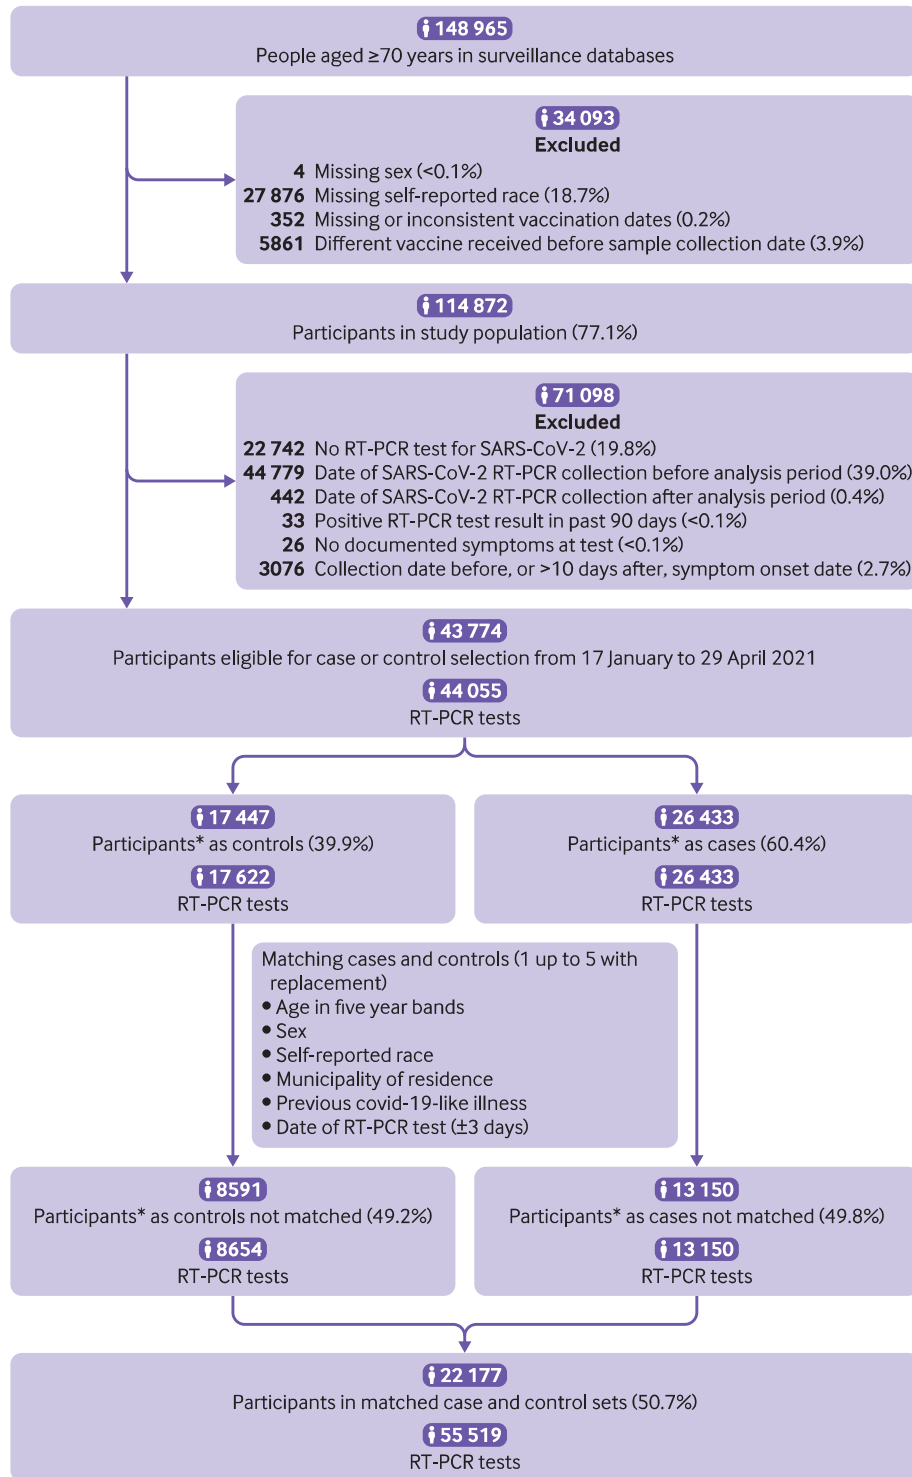 148 965
People aged ≥70 years in surveillance databases
34 093
Excluded
4 Missing sex (<0.1%)
27 876 Missing self-reported race (18.7%)
352 Missing or inconsistent vaccination dates (0.2%)
5861 Different vaccine received before sample collection date (3.9%)
114 872
Participants in study population (77.1%)
71 098
Excluded
22 742 No RT-PCR test for SARS-CoV-2 (19.8%)
44 779 Date of SARS-CoV-2 RT-PCR collection before analysis period (39.0%)
442 Date of SARS-CoV-2 RT-PCR collection after analysis period (0.4%)
33 Positive RT-PCR test result in past 90 days (<0.1%)
26 No documented symptoms at test (<0.1%)
3076 Collection date before, or >10 days after, symptom onset date (2.7%)
43 774
Participants eligible for case or control selection from 17 January to 29 April 2021
44 055
RT-PCR tests
17 447
Participants* as controls (39.9%)
17 622
RT-PCR tests
26 433
Participants* as cases (60.4%)
26 433
RT-PCR tests
Matching cases and controls (1 up to 5 with
replacement)
• Age in five year bands
• Sex
• Self-reported race
• Municipality of residence
• Previous covid-19-like illness
• Date of RT-PCR test (±3 days)
8591
Participants* as controls not matched (49.2%)
8654
RT-PCR tests
13 150
Participants* as cases not matched (49.8%)
13 150
RT-PCR tests
22 177
Participants in matched case and control sets (50.7%)
55 519
RT-PCR tests